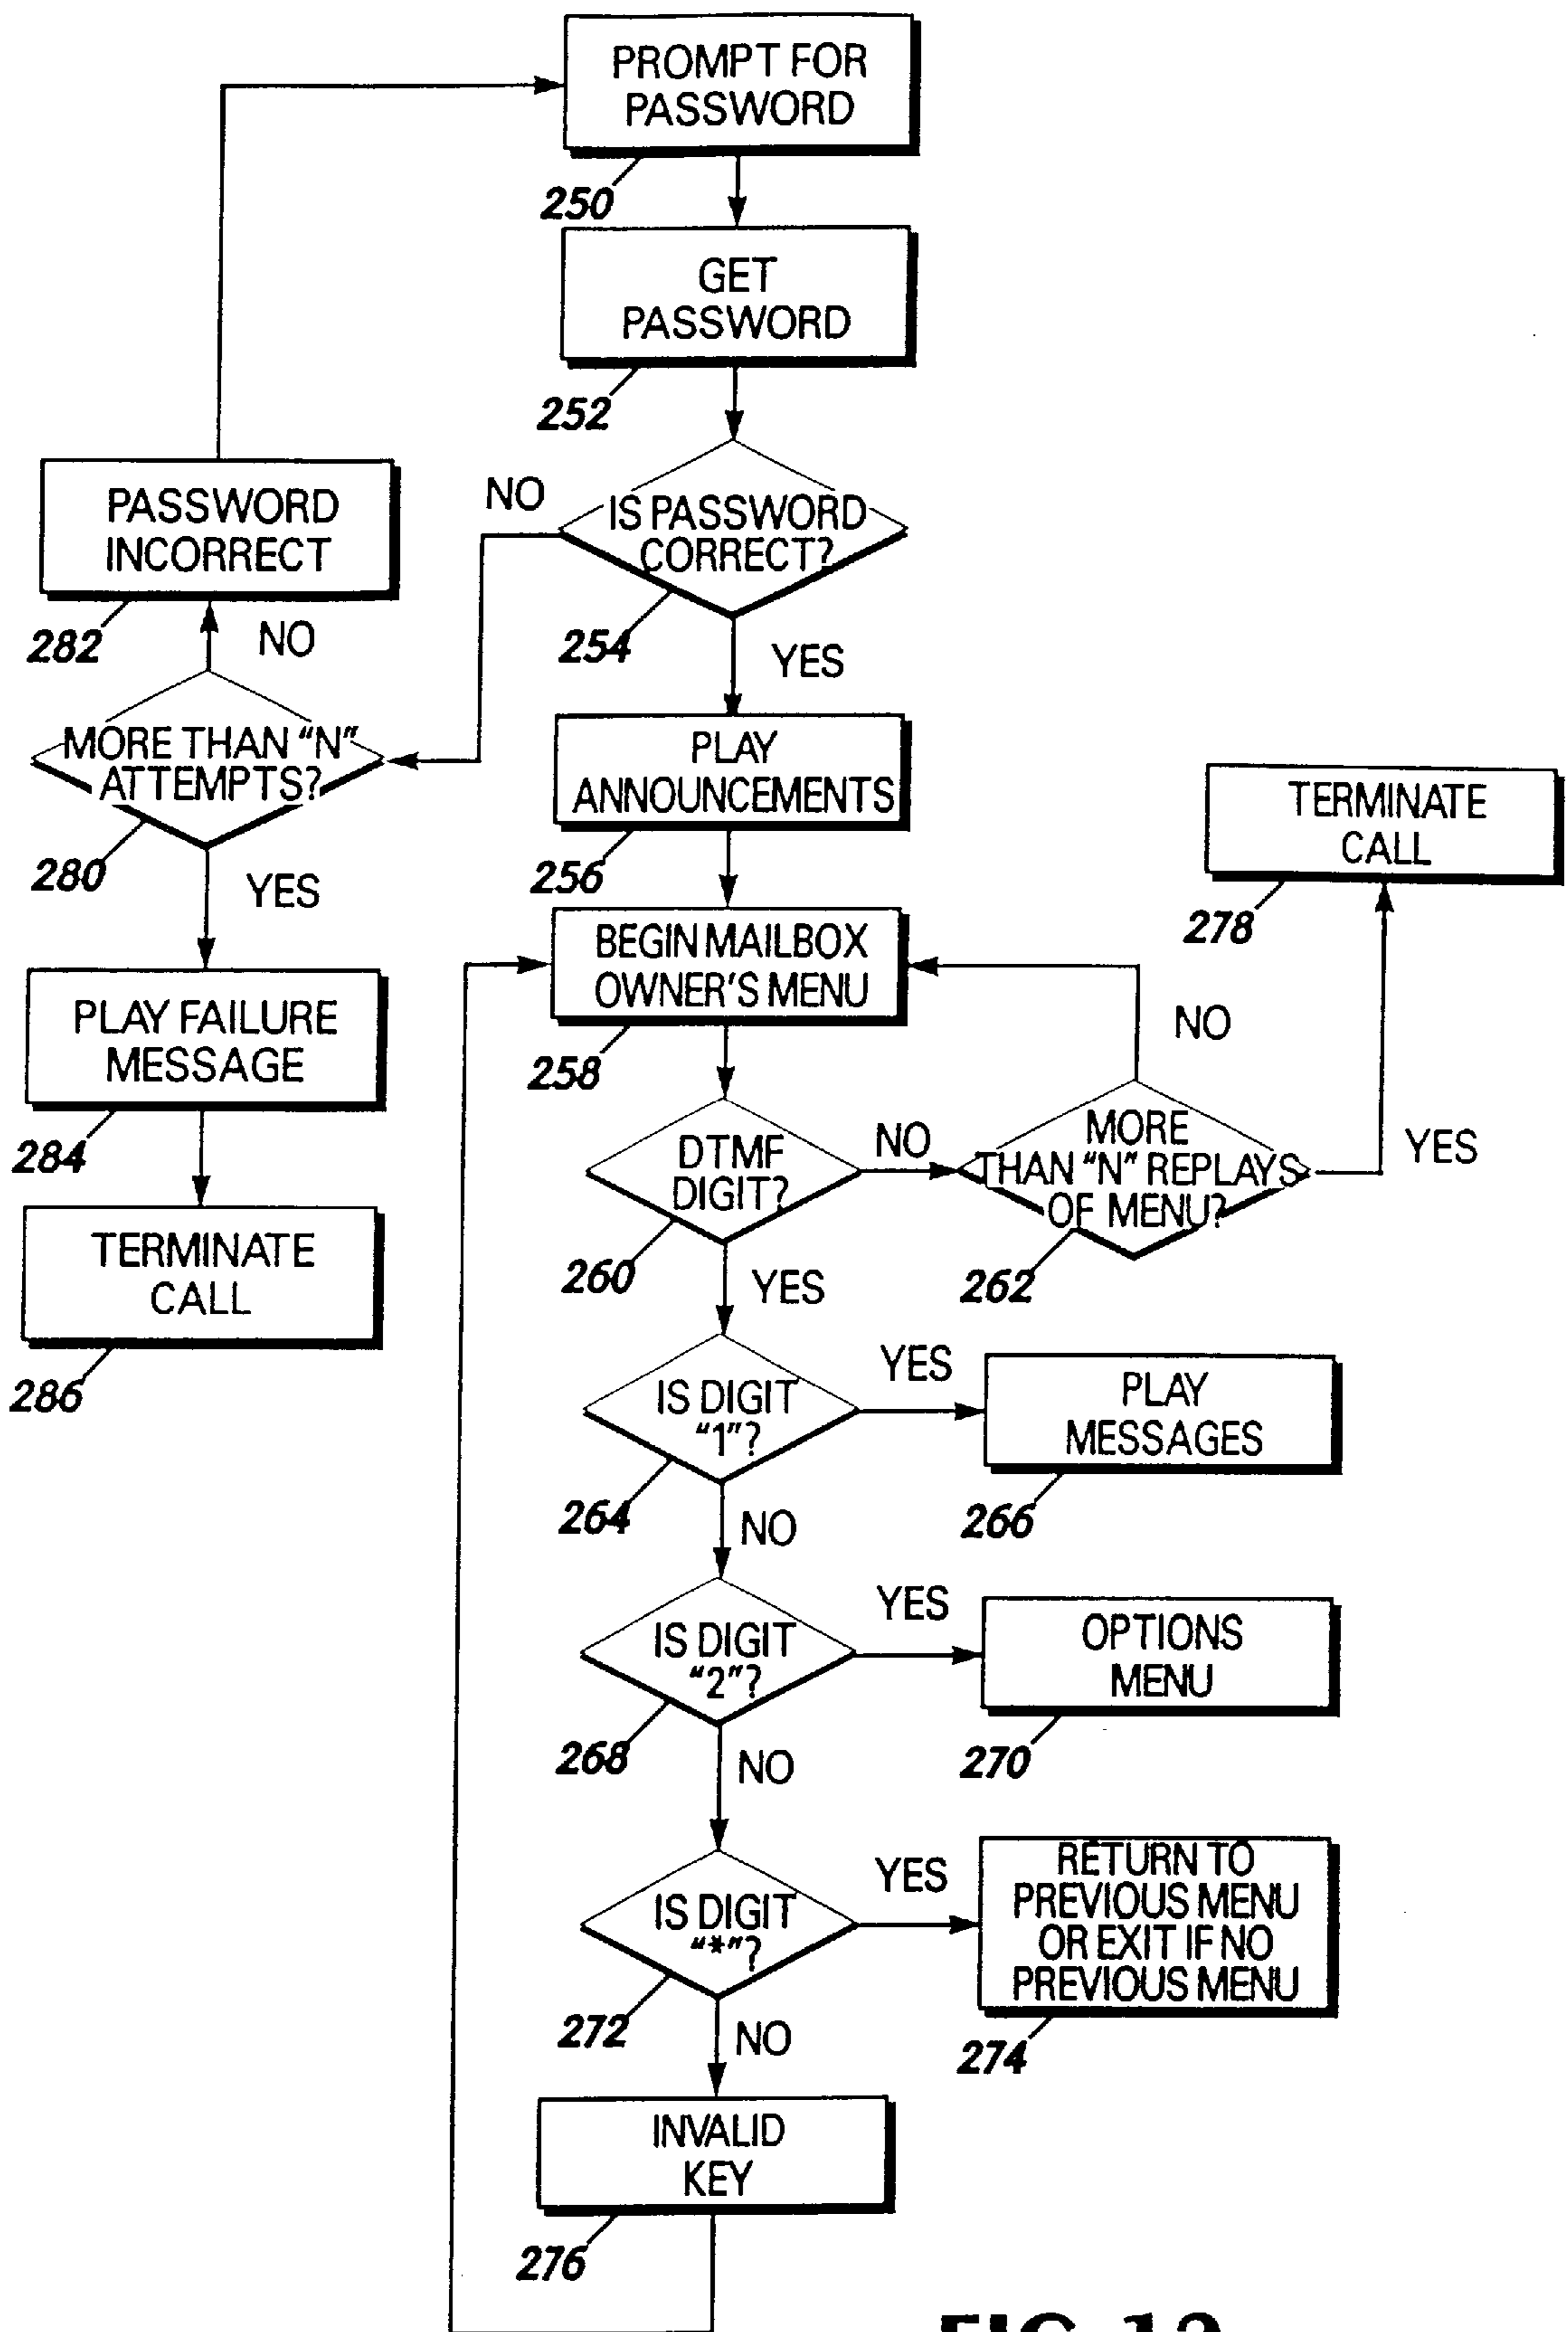 PROMPT FOR
PASSWORD
250
GET
PASSWORD
252
IS PASSWORD
CORRECT?
254
NO
YES
PASSWORD
INCORRECT
282
NO
MORE THAN "N"
ATTEMPTS?
280
YES
PLAY FAILURE
MESSAGE
284
TERMINATE
CALL
286
PLAY
ANNOUNCEMENTS
256
BEGIN MAILBOX
OWNER'S MENU
258
TERMINATE
CALL
278
NO
DTMF
DIGIT?
260
NO
MORE
THAN "N" REPLAYS
OF MENU?
262
YES
YES
IS DIGIT
"1"?
264
YES
PLAY
MESSAGES
266
NO
IS DIGIT
"2"?
268
YES
OPTIONS
MENU
270
NO
IS DIGIT
"*"?
272
YES
RETURN TO
PREVIOUS MENU
OR EXIT IF NO
PREVIOUS MENU
274
NO
INVALID
KEY
276